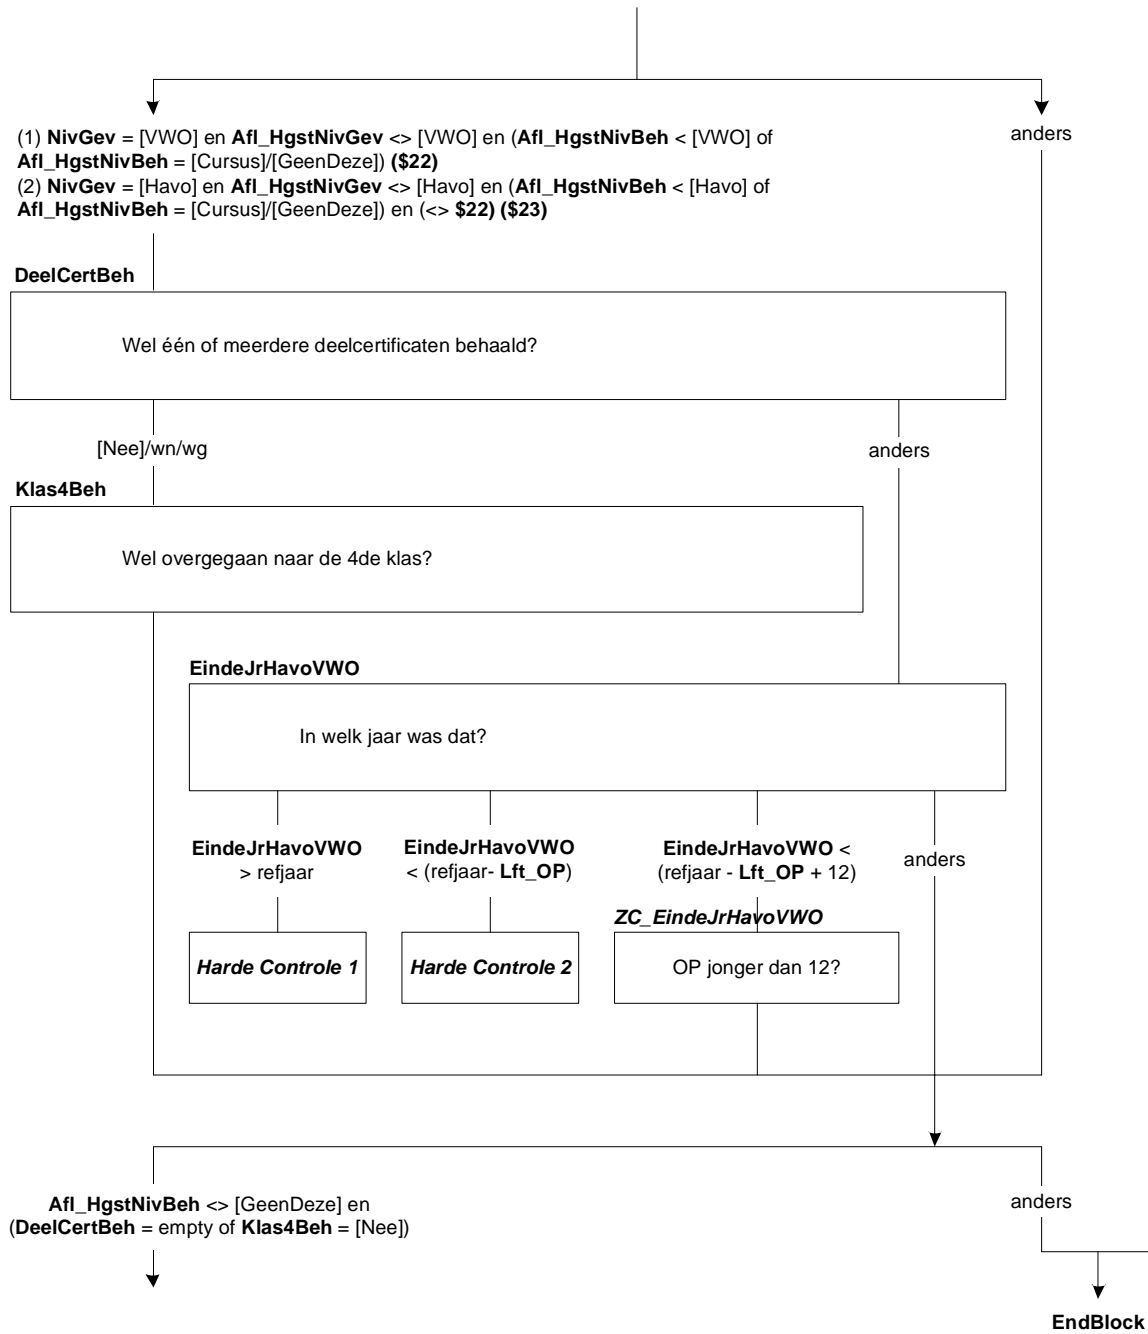 (1) NivGev = [VWO] en Afl_HgstNivGev <> [VWO] en (Afl_HgstNivBeh < [VWO] of
Afl_HgstNivBeh = [Cursus]/[GeenDeze]) ($22)
(2) NivGev = [Havo] en Afl_HgstNivGev <> [Havo] en (Afl_HgstNivBeh < [Havo] of
Afl_HgstNivBeh = [Cursus]/[GeenDeze]) en (<> $22) ($23)
anders
DeelCertBeh
Wel één of meerdere deelcertificaten behaald?
[Nee]/wn/wg
anders
Klas4Beh
Wel overgegaan naar de 4de klas?
EindeJrHavoVWO
In welk jaar was dat?
EindeJrHavoVWO
> refjaar
EindeJrHavoVWO
< (refjaar- Lft_OP)
EindeJrHavoVWO <
(refjaar - Lft_OP + 12)
anders
ZC_EindeJrHavoVWO
Harde Controle 1
Harde Controle 2
OP jonger dan 12?
Afl_HgstNivBeh <> [GeenDeze] en
(DeelCertBeh = empty of Klas4Beh = [Nee])
anders
EndBlock